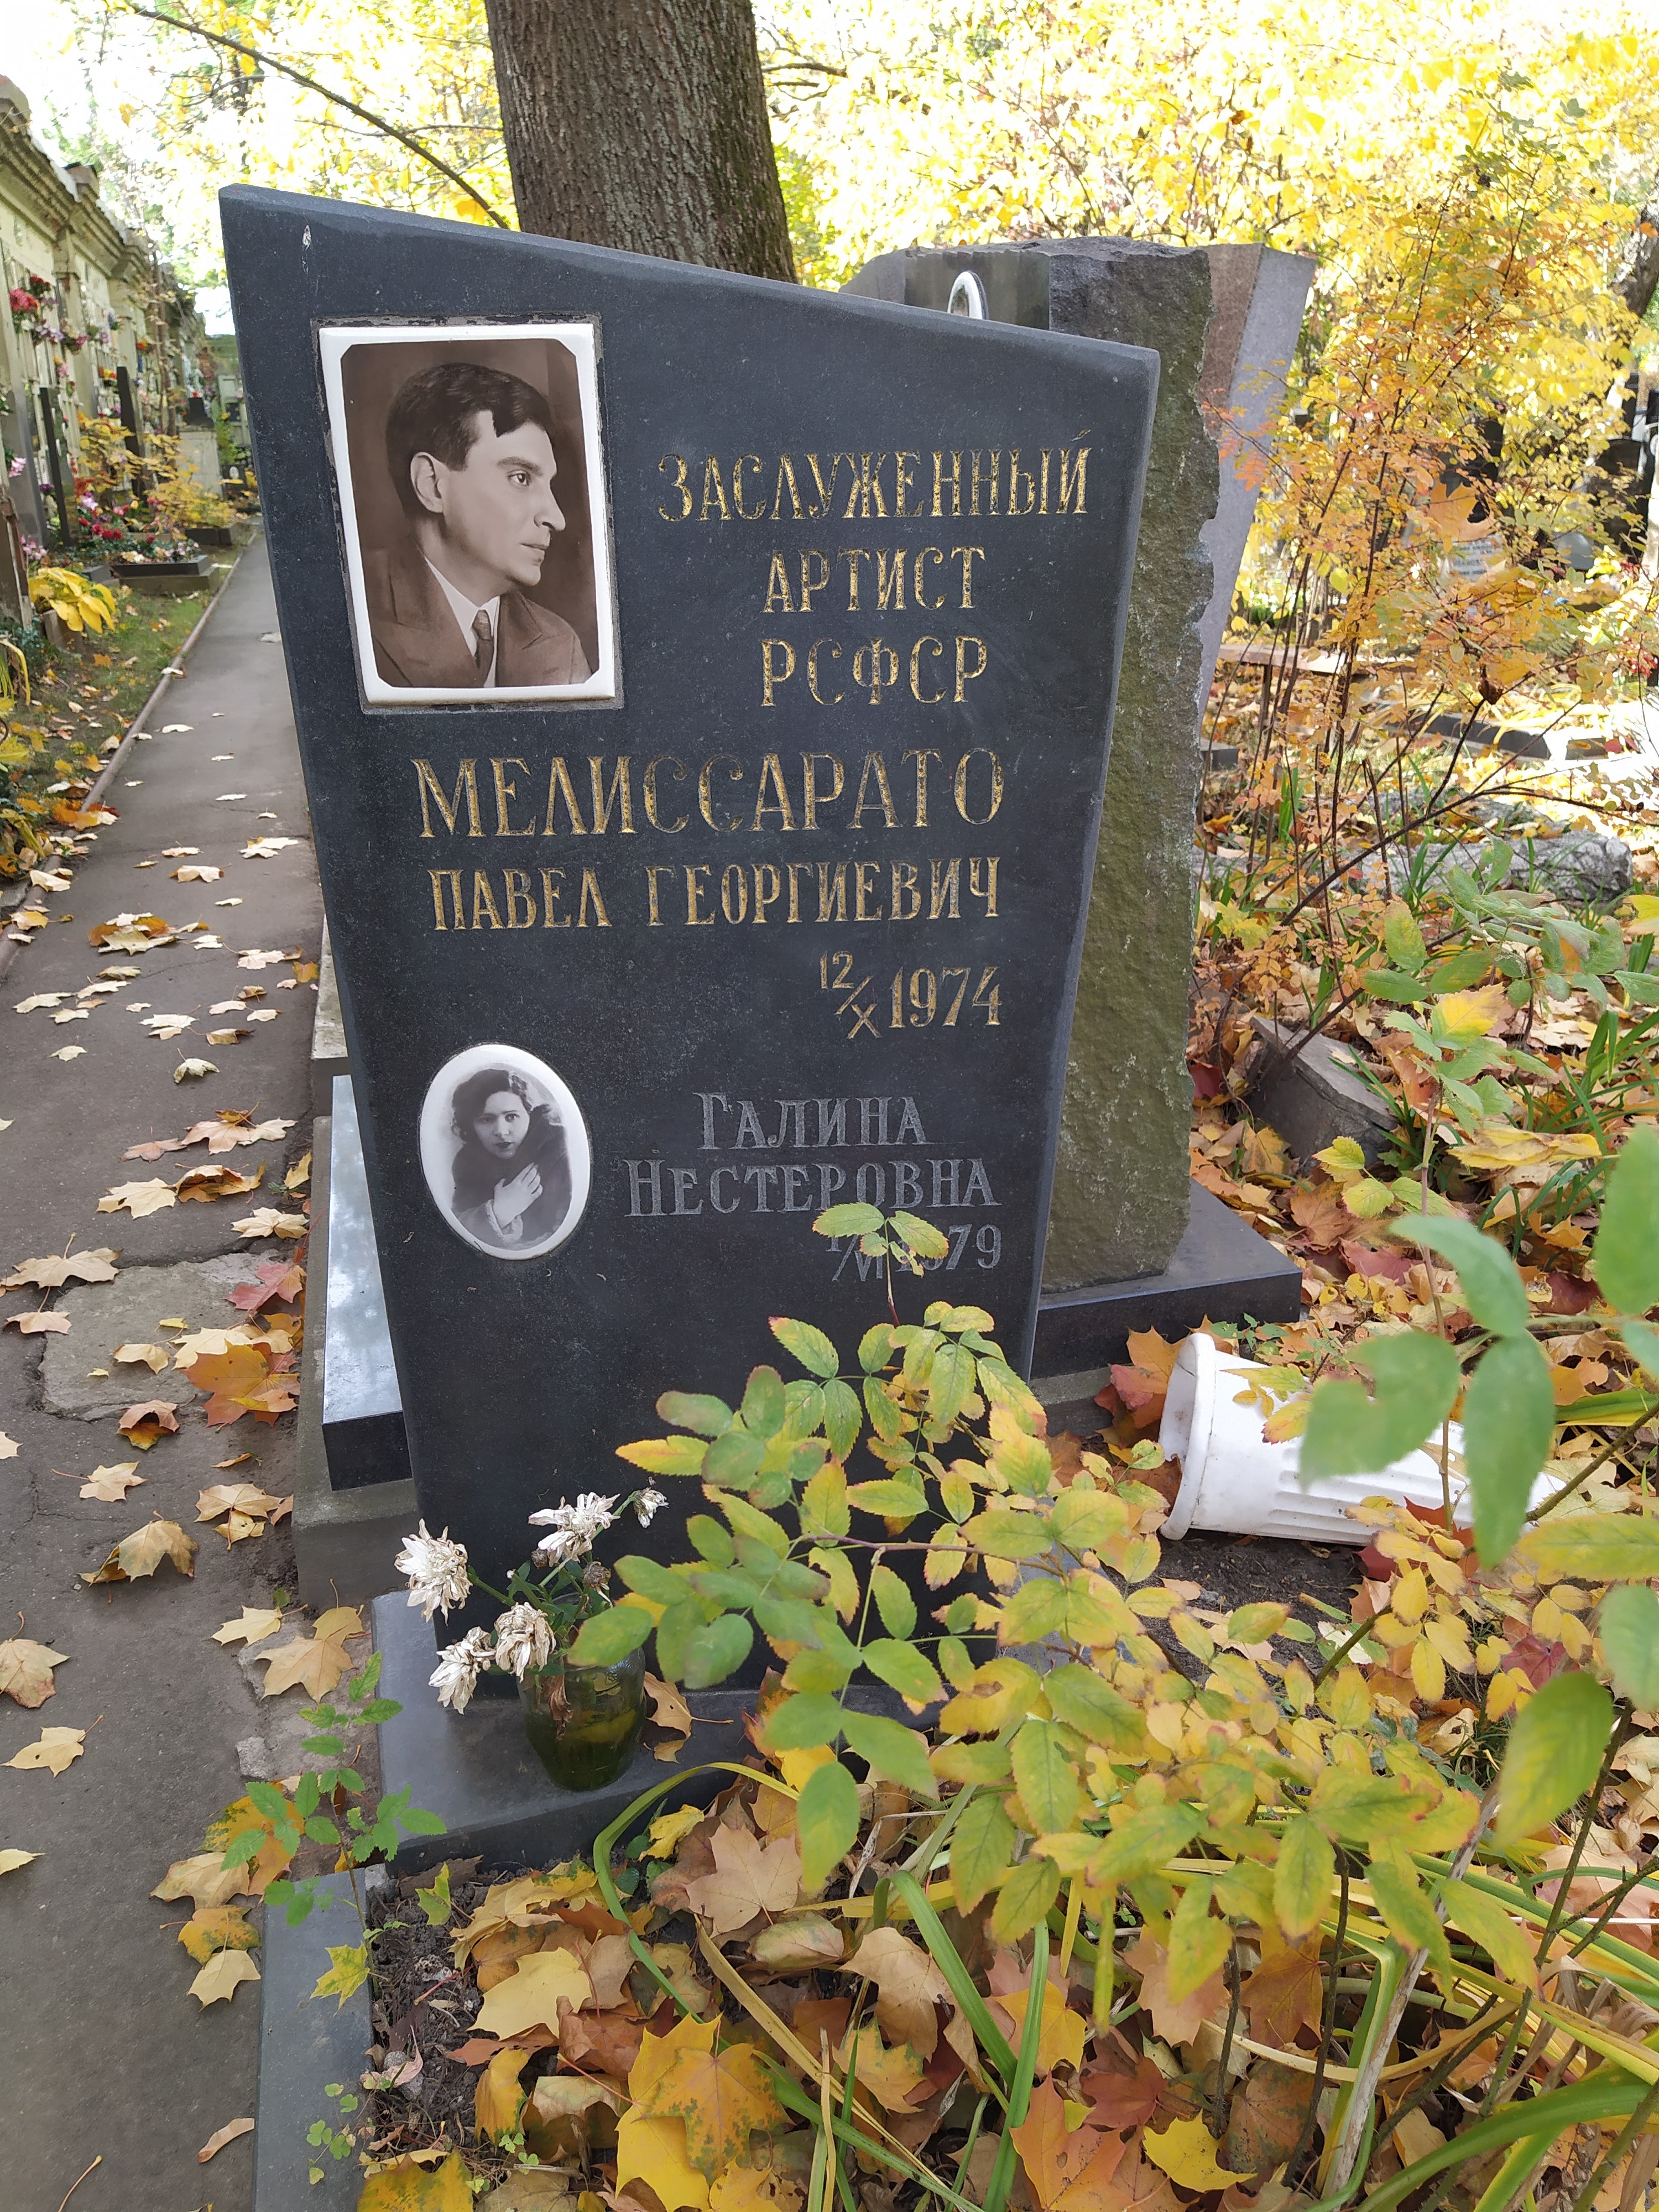 ЗАСЛУЖЕННЫЙ
АРТИСТ
РСФСР
МЕЛИССАРАТО
ПАВЕЛ ГЕОРГИЕВИЧ
12/X 1974
ГАЛИНА
НЕСТЕРОВНА